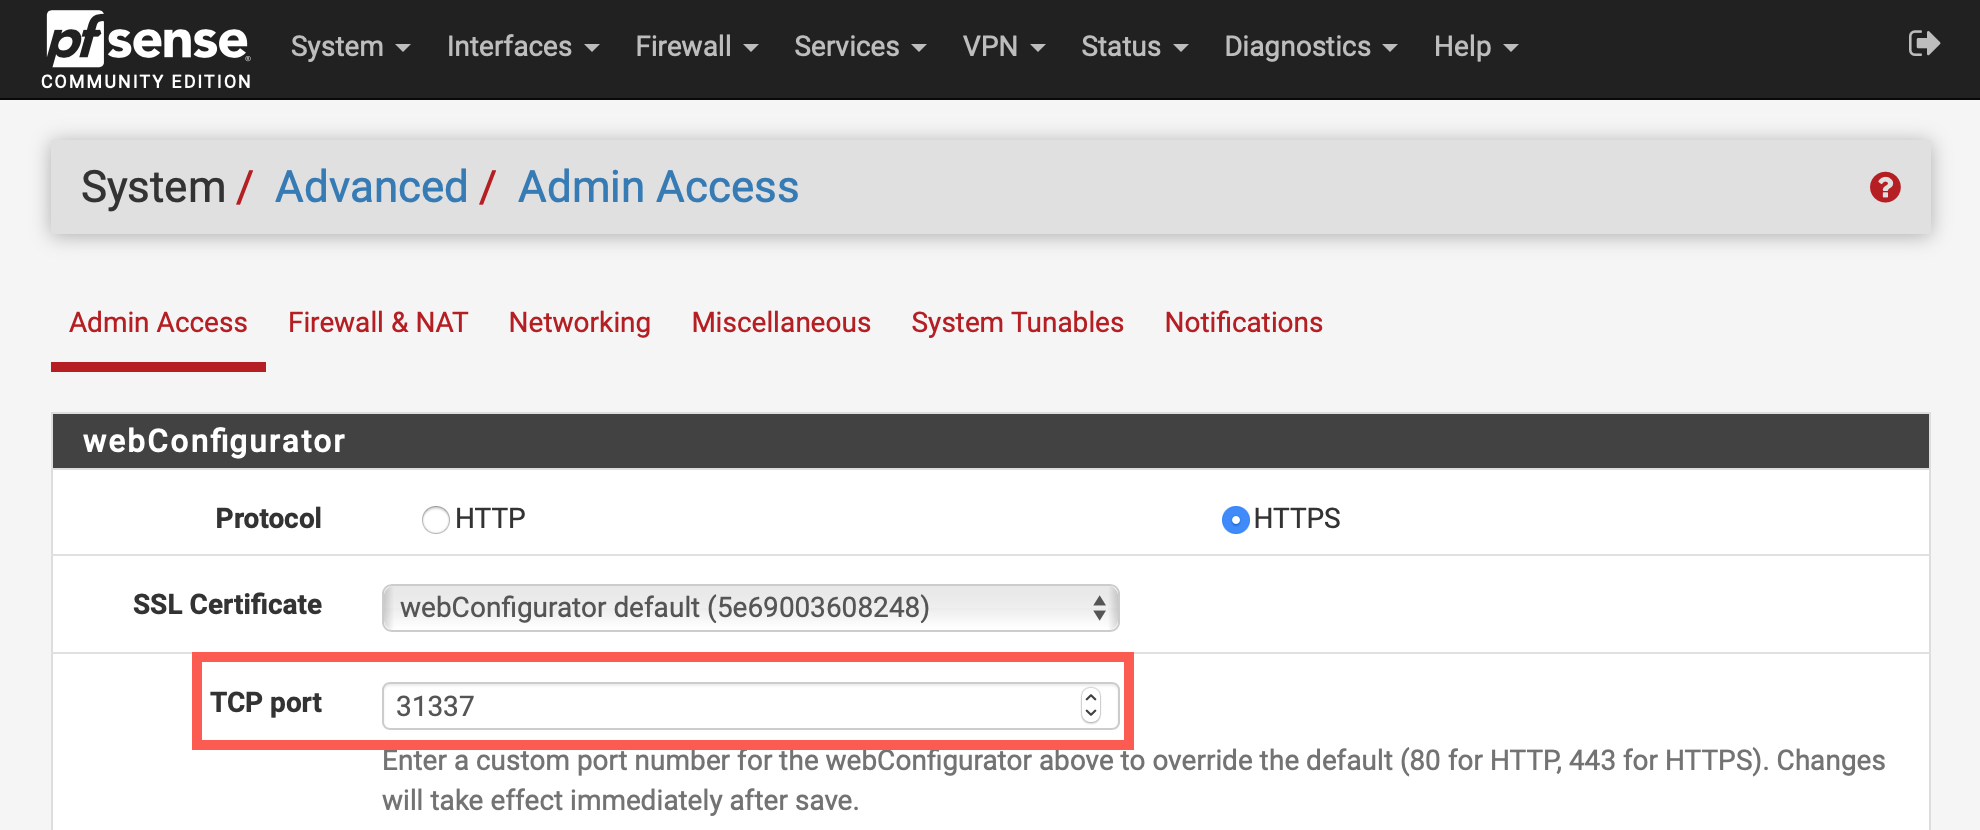 pfsense
COMMUNITY EDITION
System Interfaces Firewall Services VPN Status Diagnostics Help
System / Advanced / Admin Access
Admin Access Firewall & NAT Networking Miscellaneous System Tunables Notifications
webConfigurator
Protocol HTTP HTTPS
SSL Certificate webConfigurator default (5e69003608248)
TCP port 31337
Enter a custom port number for the webConfigurator above to override the default (80 for HTTP, 443 for HTTPS). Changes
will take effect immediately after save.